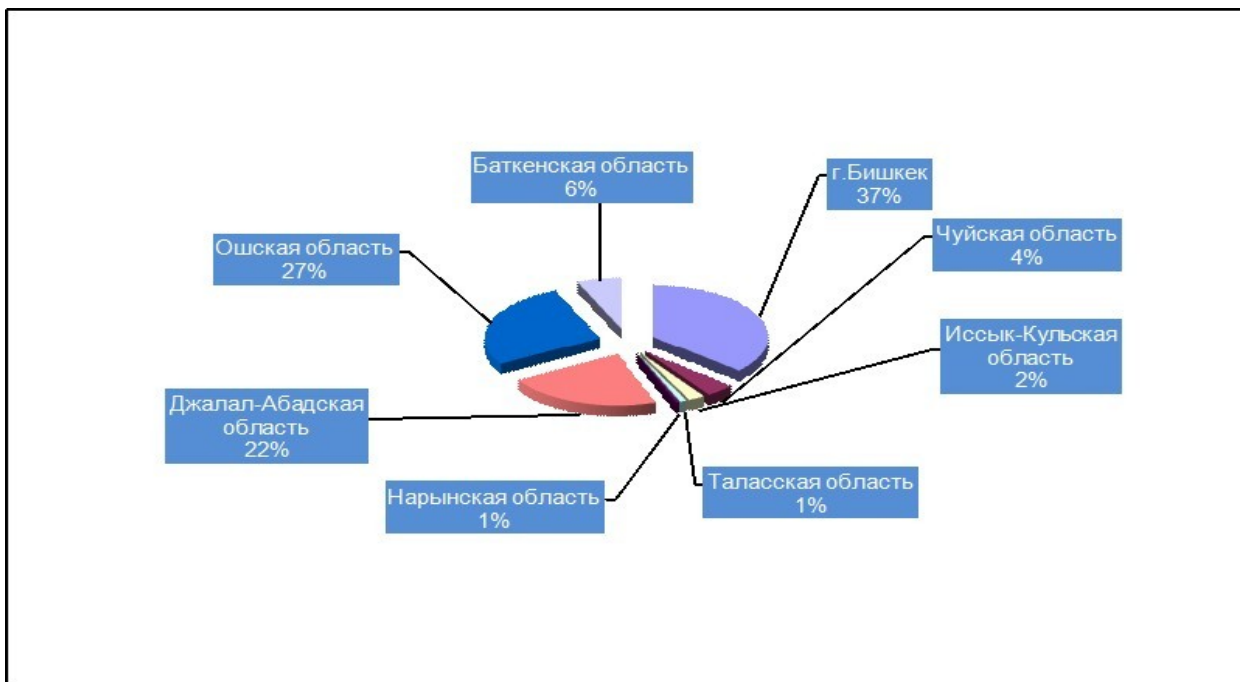 Баткенская область
6%
г.Бишкек
37%
Ошская область
27%
Чуйская область
4%
Иссык-Кульская
область
2%
Джалал-Абадская
область
22%
Таласская область
1%
Нарынская область
1%